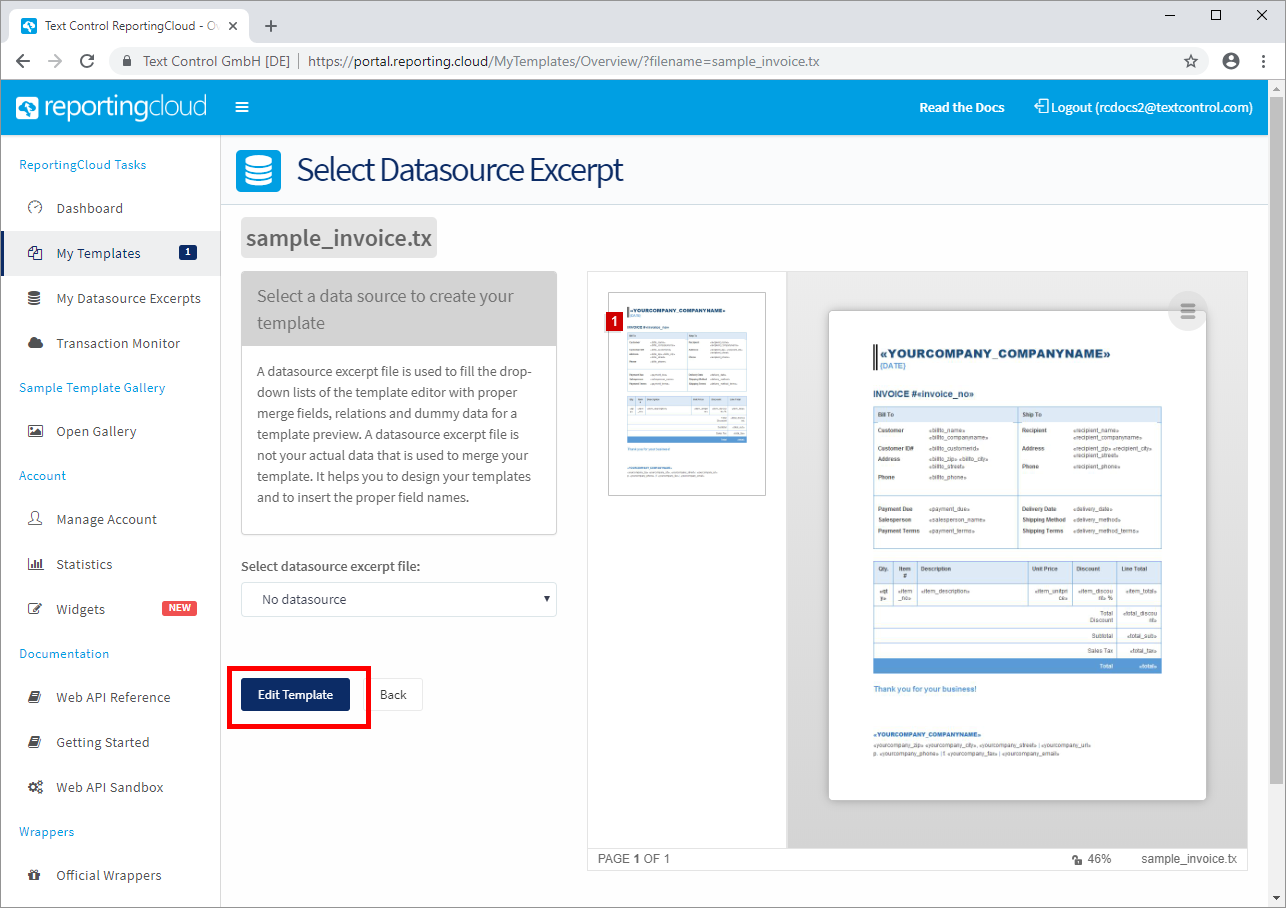 Text Control ReportingCloud - Ov
Text Control GmbH [DE]
https://portal.reporting.cloud/MyTemplates/Overview/?filename=sample_invoice.tx
reportingcloud
Read the Docs
Logout (rcdocs2@textcontrol.com)
ReportingCloud Tasks
Dashboard
My Templates
1
My Datasource Excerpts
Transaction Monitor
Sample Template Gallery
Open Gallery
Account
Manage Account
Statistics
Widgets
NEW
Documentation
Web API Reference
Getting Started
Web API Sandbox
Wrappers
Official Wrappers
Select Datasource Excerpt
sample_invoice.tx
Select a data source to create your
template
A datasource excerpt file is used to fill the drop-
down lists of the template editor with proper
merge fields, relations and dummy data for a
template preview. A datasource excerpt file is
not your actual data that is used to merge your
template. It helps you to design your templates
and to insert the proper field names.
Select datasource excerpt file:
No datasource
Edit Template
Back
1
«YOURCOMPANY_COMPANYNAME»
«YOURCOMPANY_COMPANYNAME»
{DATE}
INVOICE #«invoice_no»
Bill To
Ship To
Customer «billto_name»
«billto_companyname»
Customer ID# «billto_customerid»
Address «billto_zip» «billto_city»
«billto_street»
Phone «billto_phone»
Recipient «recipient_name»
«recipient_companyname»
Address «recipient_zip» «recipient_city»
«recipient_street»
Phone «recipient_phone»
Payment Due «payment_due»
Salesperson «salesperson_name»
Payment Terms «payment_terms»
Delivery Date «delivery_date»
Shipping Method «delivery_method»
Shipping Terms «delivery_method_terms»
Qty. Item # Description Unit Price Discount Line Total
«qty» «item_no» «item_description» «item_unitprice» «item_discount» % «item_total»
Total Discount «total_discount»
Subtotal «total_sub»
Sales Tax «total_tax»
Total «total»
Thank you for your business!
«YOURCOMPANY_COMPANYNAME»
«yourcompany_zip» «yourcompany_city», «yourcompany_street» | «yourcompany_url»
p. «yourcompany_phone» | f. «yourcompany_fax» | «yourcompany_email»
PAGE 1 OF 1
46%
sample_invoice.tx